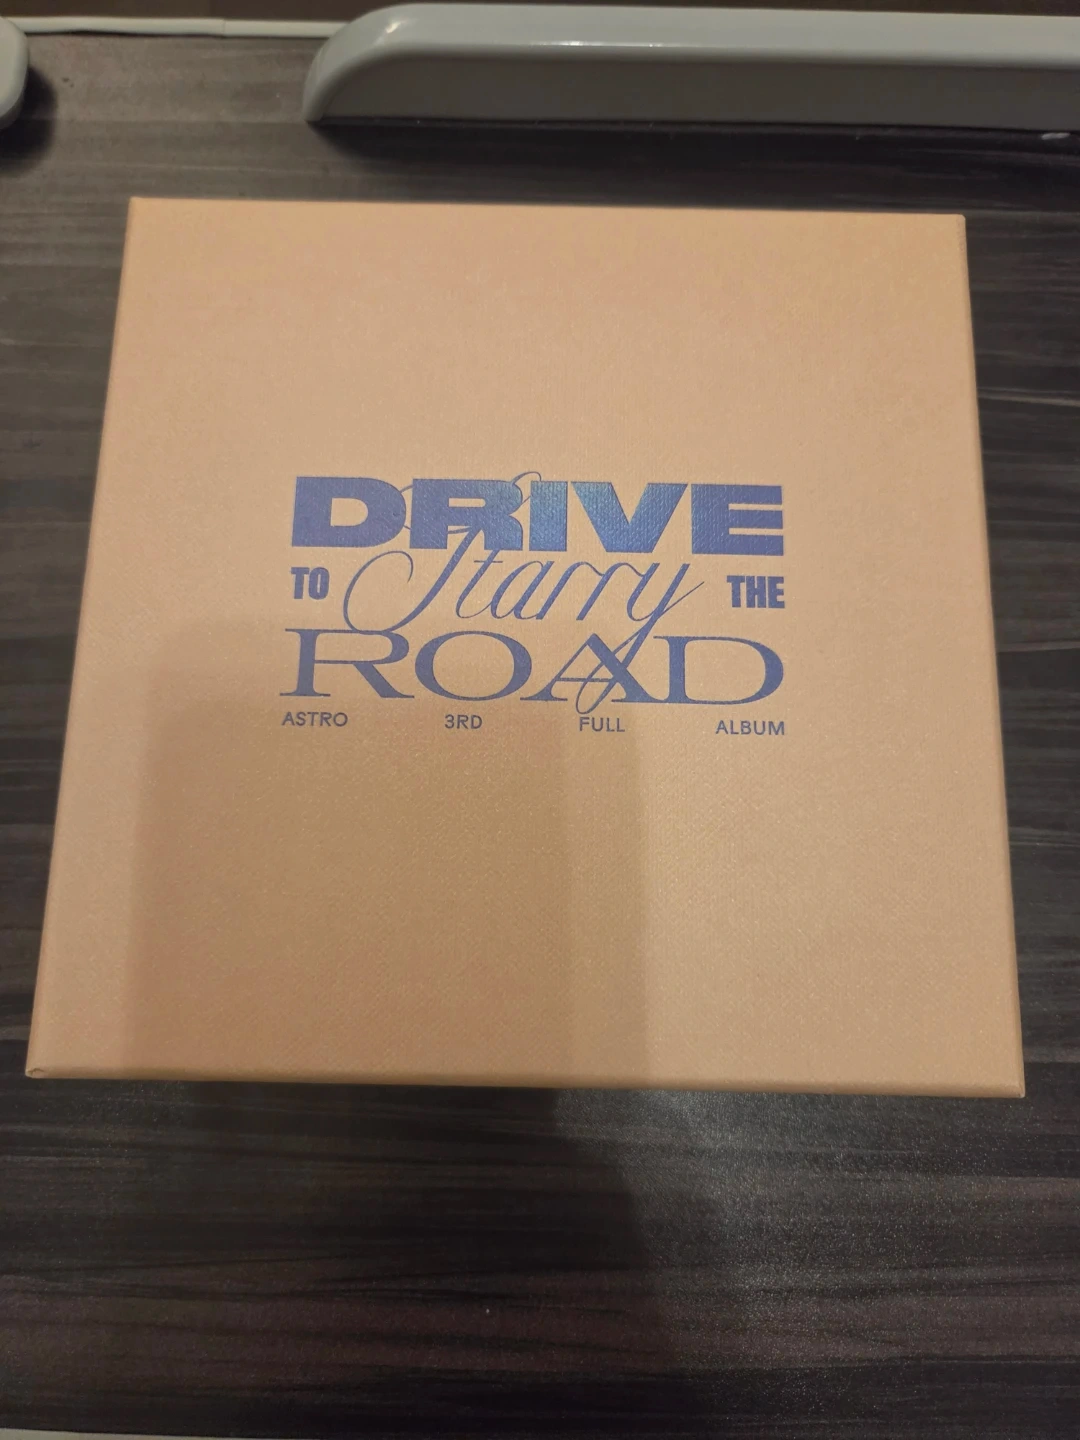 DRIVE
TO Starry THE
ROAD
ASTRO 3RD FULL ALBUM